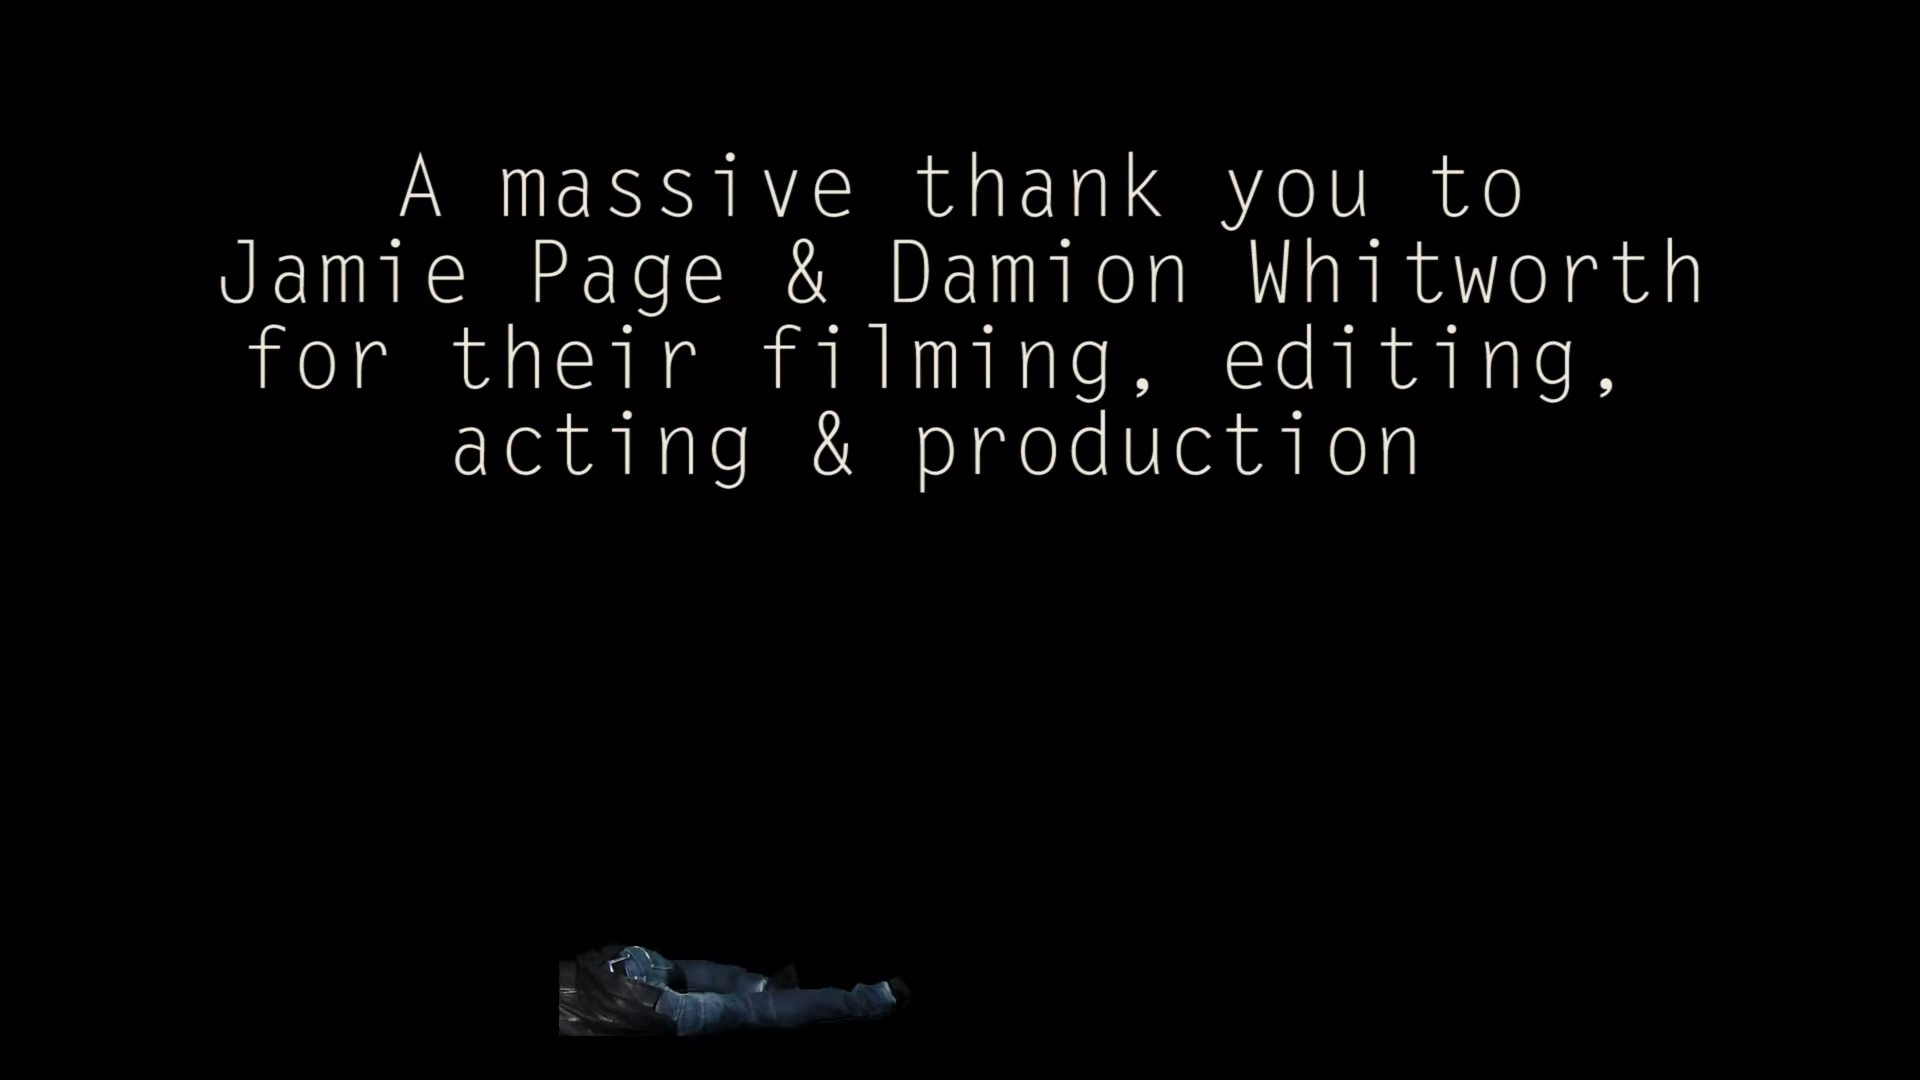 A massive thank you to
Jamie Page & Damion Whitworth
for their filming, editing,
acting & production